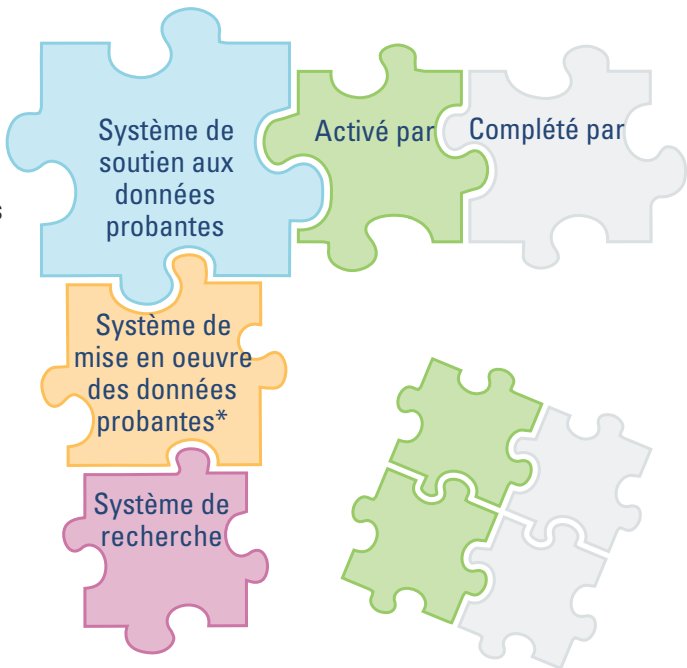 Système de
soutien aux
données
probantes
Activé par
Complété par
s
Système de
mise en oeuvre
des données
probantes*
Système de
recherche